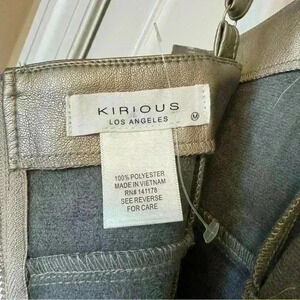 KIRIOUS
LOS ANGELES
M
100% POLYESTER
MADE IN VIETNAM
RN# 141178
SEE REVERSE
FOR CARE